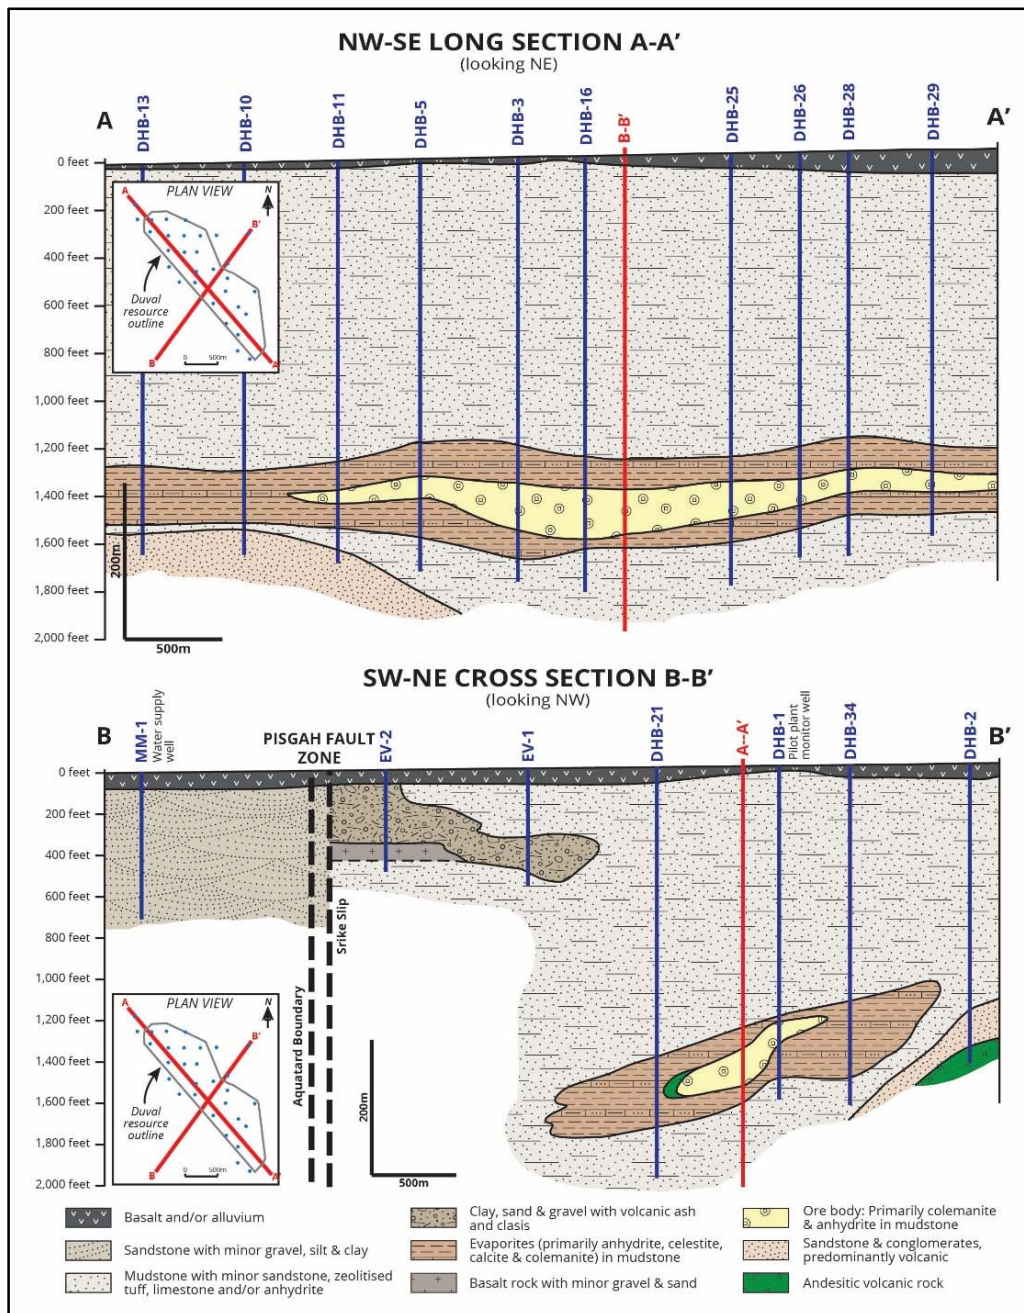 NW-SE LONG SECTION A-A’
(looking NE)
A
DHB-13
DHB-10
DHB-11
DHB-5
DHB-3
DHB-16
B-B’
DHB-25
DHB-26
DHB-28
DHB-29
A’
0 feet
200 feet
400 feet
600 feet
800 feet
1,000 feet
1,200 feet
1,400 feet
1,600 feet
1,800 feet
2,000 feet
PLAN VIEW
A
N
B’
Duval
resource
outline
B
0
500m
A’
200m
500m
SW-NE CROSS SECTION B-B’
(looking NW)
B
MM-1
Water supply
well
PISGAH FAULT
ZONE
EV-2
EV-1
DHB-21
A--A’
DHB-1
Pilot plant
monitor well
DHB-34
DHB-2
B’
0 feet
200 feet
400 feet
600 feet
800 feet
1,000 feet
1,200 feet
1,400 feet
1,600 feet
1,800 feet
2,000 feet
Aquatard Boundary
Srike Slip
PLAN VIEW
A
N
B’
Duval
resource
outline
B
0
500m
A’
200m
500m
Basalt and/or alluvium
Sandstone with minor gravel, silt & clay
Mudstone with minor sandstone, zeolitised
tuff, limestone and/or anhydrite
Clay, sand & gravel with volcanic ash
and clasis
Evaporites (primarily anhydrite, celestite,
calcite & colemanite) in mudstone
Basalt rock with minor gravel & sand
Ore body: Primarily colemanite
& anhydrite in mudstone
Sandstone & conglomerates,
predominantly volcanic
Andesitic volcanic rock